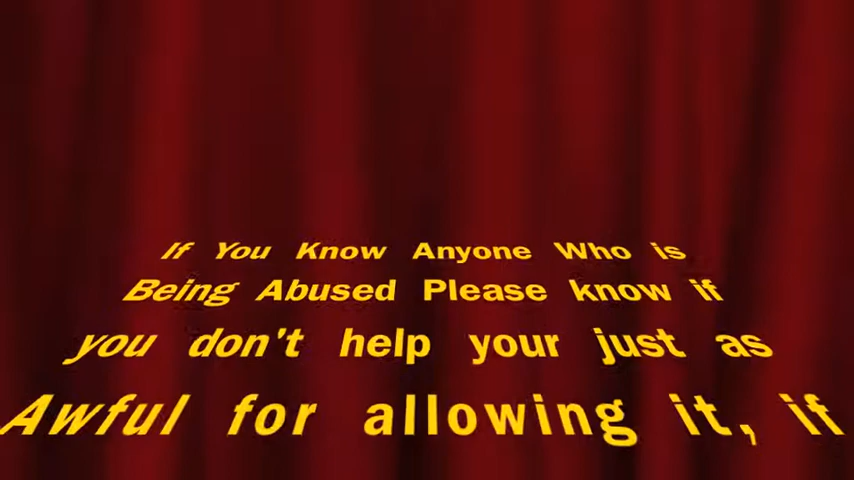 If You Know Anyone Who is
Being Abused Please know if
you don't help your just as
Awful for allowing it, if